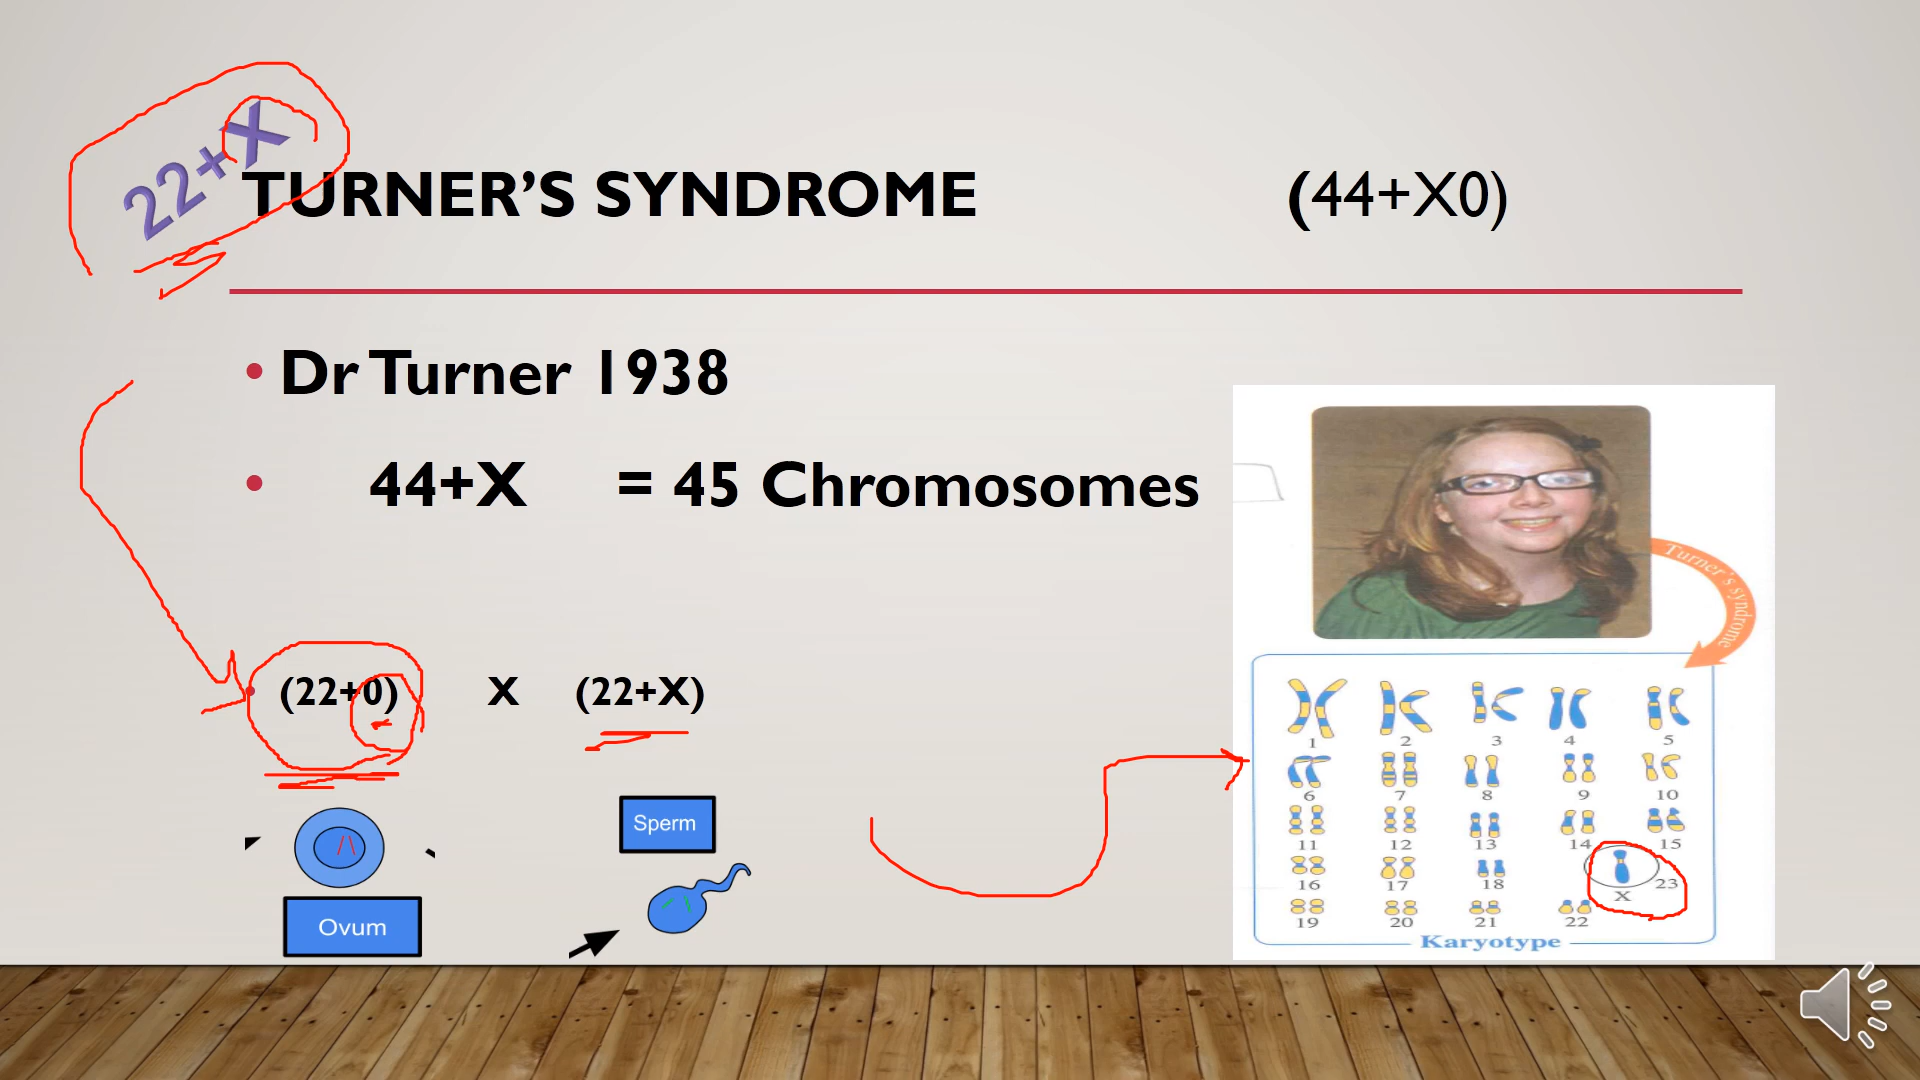 22+X
TURNER'S SYNDROME (44+X0)
• Dr Turner 1938
• 44+X = 45 Chromosomes
• (22+0) X (22+X)
Sperm
Ovum
Turner's syndrome
1 2 3 4 5
6 7 8 9 10
11 12 13 14 15
16 17 18 X 23
19 20 21 22
Karyotype